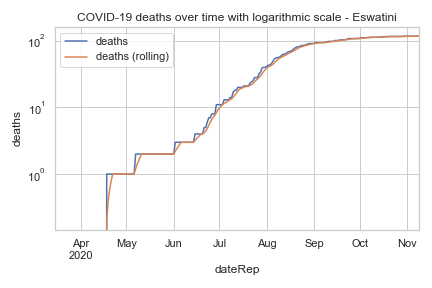 COVID-19 deaths over time with logarithmic scale - Eswatini
deaths
deaths (rolling)
10²
10¹
10⁰
deaths
Apr May Jun Jul Aug Sep Oct Nov
2020
dateRep